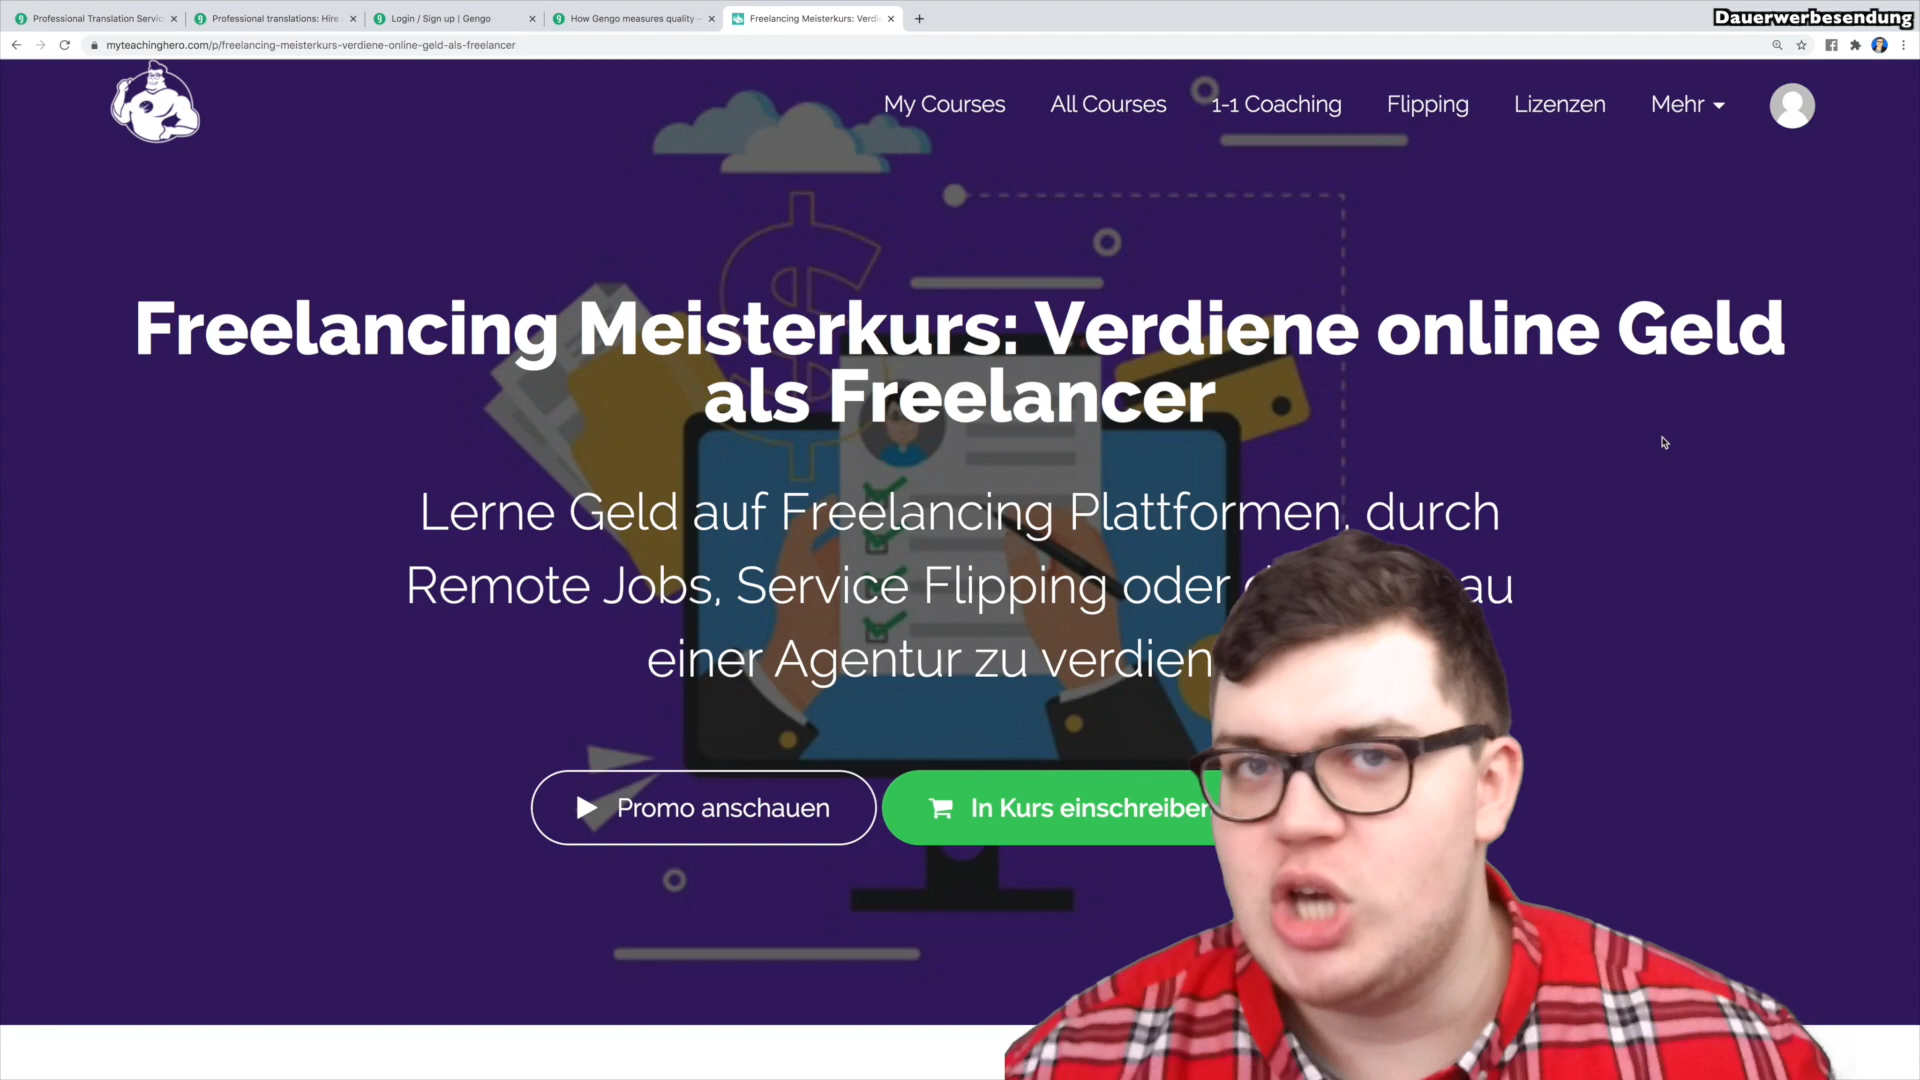 Professional Translation Servic
Professional translations: Hire
Login / Sign up | Gengo
How Gengo measures quality -
Freelancing Meisterkurs: Verdie
Dauerwerbesendung
myteachinghero.com/p/freelancing-meisterkurs-verdiene-online-geld-als-freelancer
My Courses
All Courses
1-1 Coaching
Flipping
Lizenzen
Mehr
Freelancing Meisterkurs: Verdiene online Geld
als Freelancer
Lerne Geld auf Freelancing Plattformen, durch
Remote Jobs, Service Flipping oder
einer Agentur zu verdien
Promo anschauen
In Kurs einschreiben